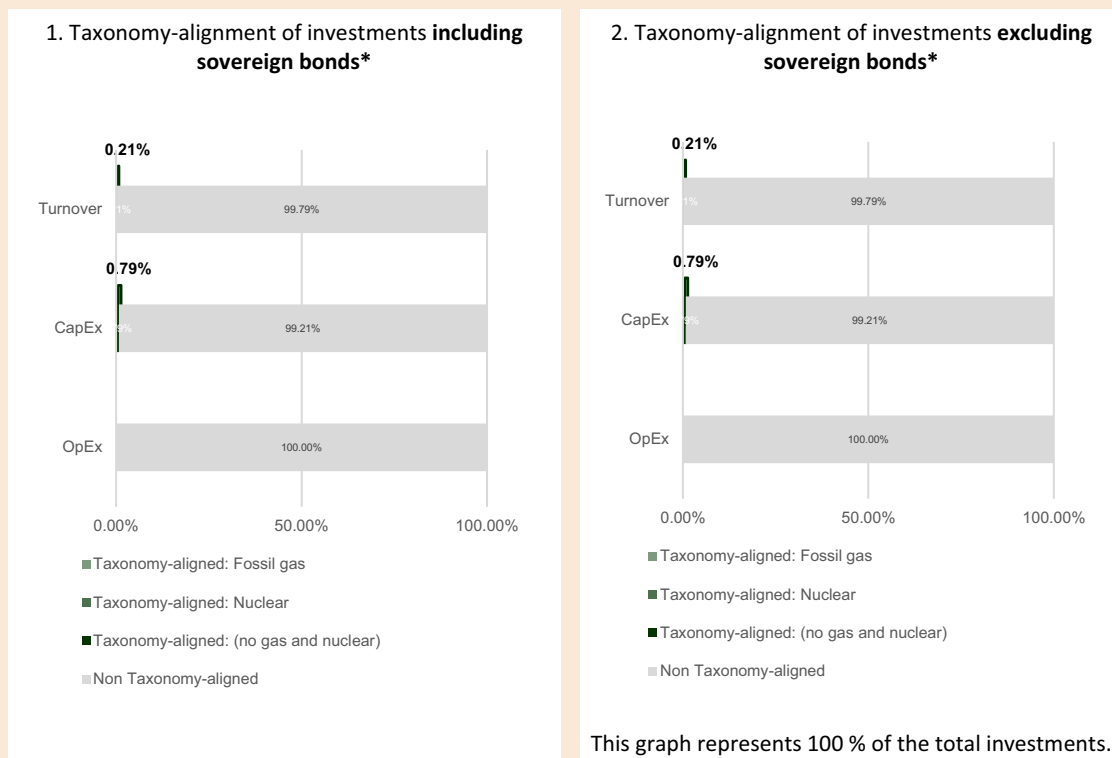 1. Taxonomy-alignment of investments including
sovereign bonds*
0.21%
Turnover
1%
99.79%
0.79%
CapEx
9%
99.21%
OpEx
100.00%
0.00%
50.00%
100.00%
Taxonomy-aligned: Fossil gas
Taxonomy-aligned: Nuclear
Taxonomy-aligned: (no gas and nuclear)
Non Taxonomy-aligned
2. Taxonomy-alignment of investments excluding
sovereign bonds*
0.21%
Turnover
1%
99.79%
0.79%
CapEx
9%
99.21%
OpEx
100.00%
0.00%
50.00%
100.00%
Taxonomy-aligned: Fossil gas
Taxonomy-aligned: Nuclear
Taxonomy-aligned: (no gas and nuclear)
Non Taxonomy-aligned
This graph represents 100 % of the total investments.